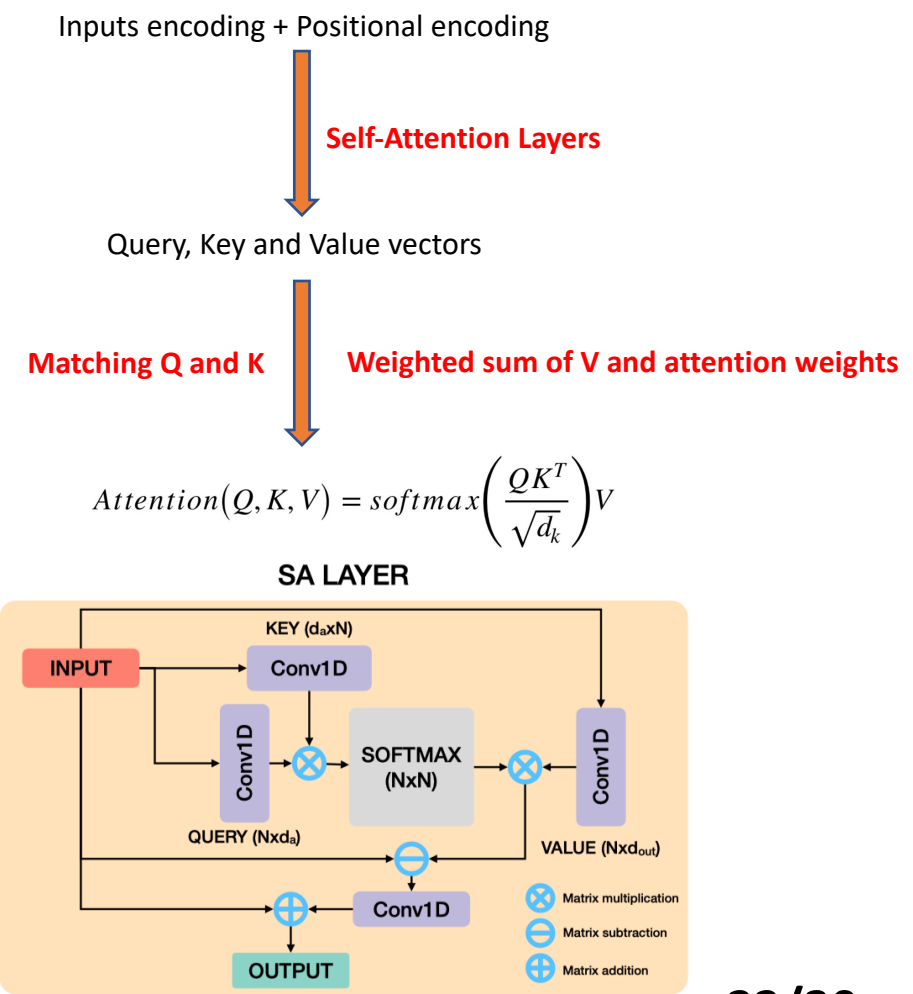 Inputs encoding + Positional encoding
Self-Attention Layers
Query, Key and Value vectors
Matching Q and K
Weighted sum of V and attention weights
Attention(Q, K, V) = softmax(QK^T / √d_k)V
SA LAYER
KEY (dₐxN)
INPUT
Conv1D
Conv1D
SOFTMAX
(NxN)
Conv1D
QUERY (Nxdₐ)
VALUE (Nxd_out)
Conv1D
Matrix multiplication
Matrix subtraction
Matrix addition
OUTPUT